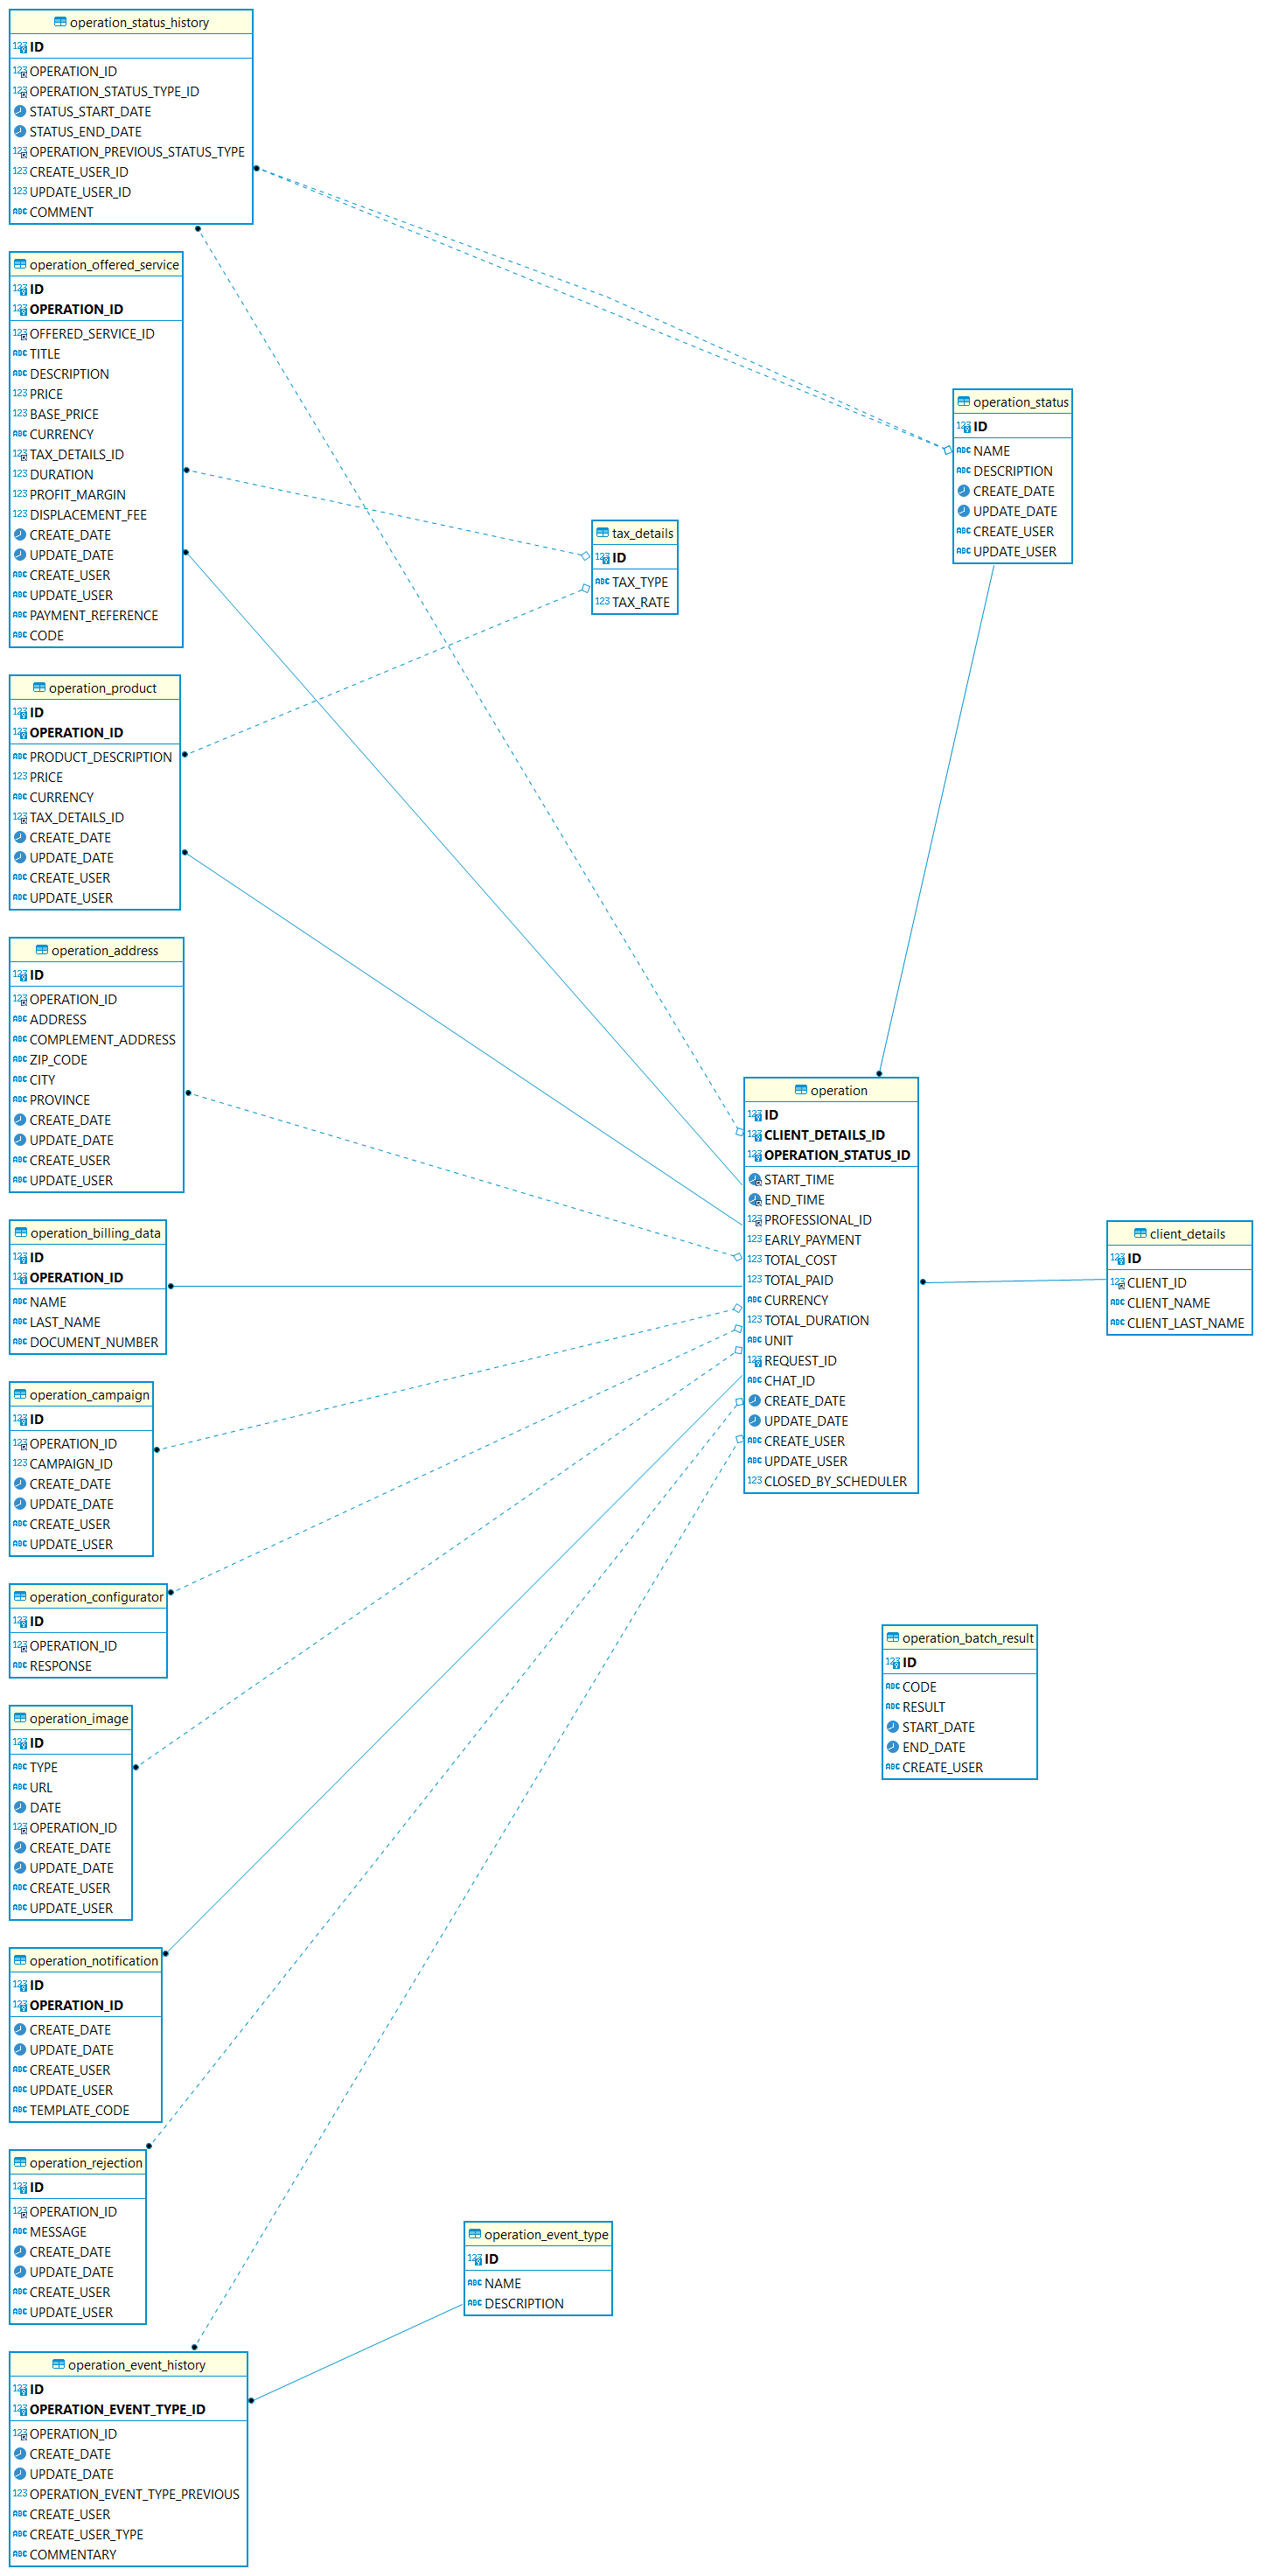 operation_status_history
ID
OPERATION_ID
OPERATION_STATUS_TYPE_ID
STATUS_START_DATE
STATUS_END_DATE
OPERATION_PREVIOUS_STATUS_TYPE
CREATE_USER_ID
UPDATE_USER_ID
COMMENT
operation_offered_service
ID
OPERATION_ID
OFFERED_SERVICE_ID
TITLE
DESCRIPTION
PRICE
BASE_PRICE
CURRENCY
TAX_DETAILS_ID
DURATION
PROFIT_MARGIN
DISPLACEMENT_FEE
CREATE_DATE
UPDATE_DATE
CREATE_USER
UPDATE_USER
PAYMENT_REFERENCE
CODE
operation_product
ID
OPERATION_ID
PRODUCT_DESCRIPTION
PRICE
CURRENCY
TAX_DETAILS_ID
CREATE_DATE
UPDATE_DATE
CREATE_USER
UPDATE_USER
operation_address
ID
OPERATION_ID
ADDRESS
COMPLEMENT_ADDRESS
ZIP_CODE
CITY
PROVINCE
CREATE_DATE
UPDATE_DATE
CREATE_USER
UPDATE_USER
operation_billing_data
ID
OPERATION_ID
NAME
LAST_NAME
DOCUMENT_NUMBER
operation_campaign
ID
OPERATION_ID
CAMPAIGN_ID
CREATE_DATE
UPDATE_DATE
CREATE_USER
UPDATE_USER
operation_configurator
ID
OPERATION_ID
RESPONSE
operation_image
ID
TYPE
URL
DATE
OPERATION_ID
CREATE_DATE
UPDATE_DATE
CREATE_USER
UPDATE_USER
operation_notification
ID
OPERATION_ID
CREATE_DATE
UPDATE_DATE
CREATE_USER
UPDATE_USER
TEMPLATE_CODE
operation_rejection
ID
OPERATION_ID
MESSAGE
CREATE_DATE
UPDATE_DATE
CREATE_USER
UPDATE_USER
operation_event_history
ID
OPERATION_EVENT_TYPE_ID
OPERATION_ID
CREATE_DATE
UPDATE_DATE
OPERATION_EVENT_TYPE_PREVIOUS
CREATE_USER
CREATE_USER_TYPE
COMMENTARY
operation_event_type
ID
NAME
DESCRIPTION
tax_details
ID
TAX_TYPE
TAX_RATE
operation_status
ID
NAME
DESCRIPTION
CREATE_DATE
UPDATE_DATE
CREATE_USER
UPDATE_USER
operation
ID
CLIENT_DETAILS_ID
OPERATION_STATUS_ID
START_TIME
END_TIME
PROFESSIONAL_ID
EARLY_PAYMENT
TOTAL_COST
TOTAL_PAID
CURRENCY
TOTAL_DURATION
UNIT
REQUEST_ID
CHAT_ID
CREATE_DATE
UPDATE_DATE
CREATE_USER
UPDATE_USER
CLOSED_BY_SCHEDULER
client_details
ID
CLIENT_ID
CLIENT_NAME
CLIENT_LAST_NAME
operation_batch_result
ID
CODE
RESULT
START_DATE
END_DATE
CREATE_USER